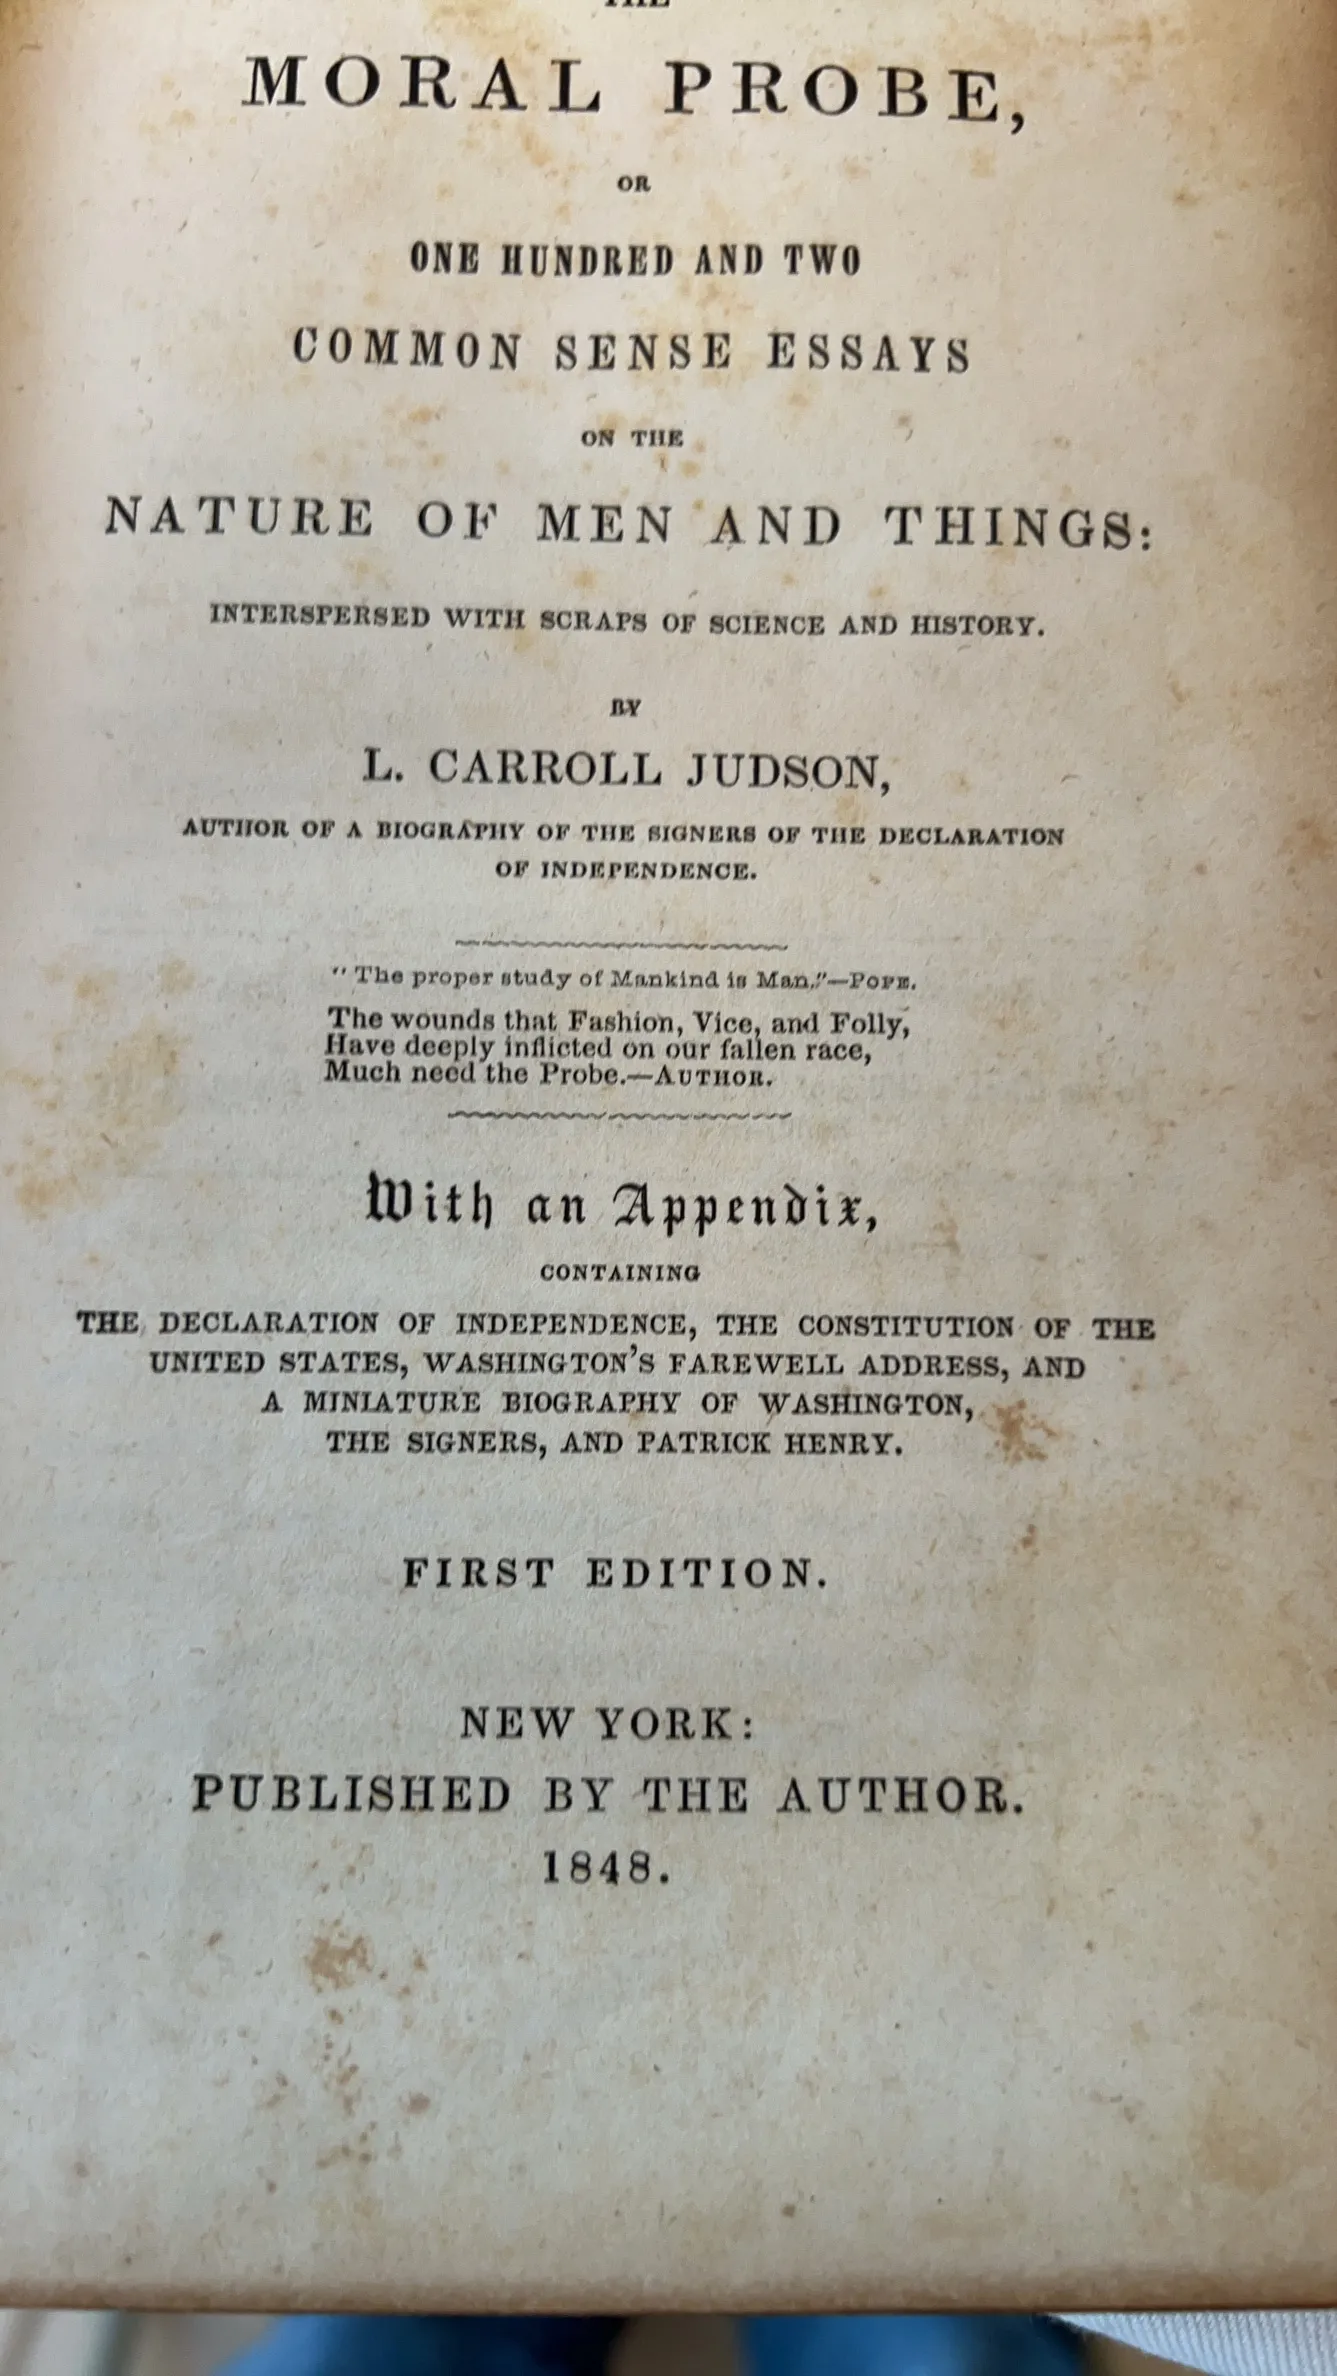 THE
MORAL PROBE,
OR
ONE HUNDRED AND TWO
COMMON SENSE ESSAYS
ON THE
NATURE OF MEN AND THINGS:
INTERSPERSED WITH SCRAPS OF SCIENCE AND HISTORY.
BY
L. CARROLL JUDSON,
AUTHOR OF A BIOGRAPHY OF THE SIGNERS OF THE DECLARATION
OF INDEPENDENCE.
"The proper study of Mankind is Man."—POPE.
The wounds that Fashion, Vice, and Folly,
Have deeply inflicted on our fallen race,
Much need the Probe.—AUTHOR.
With an Appendix,
CONTAINING
THE DECLARATION OF INDEPENDENCE, THE CONSTITUTION OF THE
UNITED STATES, WASHINGTON'S FAREWELL ADDRESS, AND
A MINIATURE BIOGRAPHY OF WASHINGTON,
THE SIGNERS, AND PATRICK HENRY.
FIRST EDITION.
NEW YORK:
PUBLISHED BY THE AUTHOR.
1848.